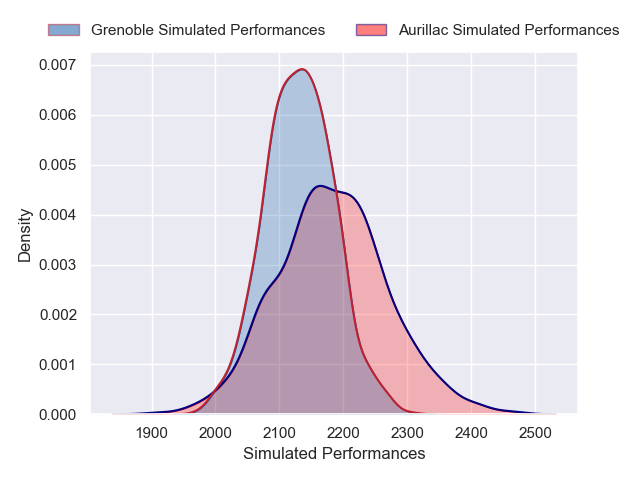 Grenoble Simulated Performances Aurillac Simulated Performances
0.007
0.006
0.005
0.004
0.003
0.002
0.001
0.000
Density
1900 2000 2100 2200 2300 2400 2500
Simulated Performances